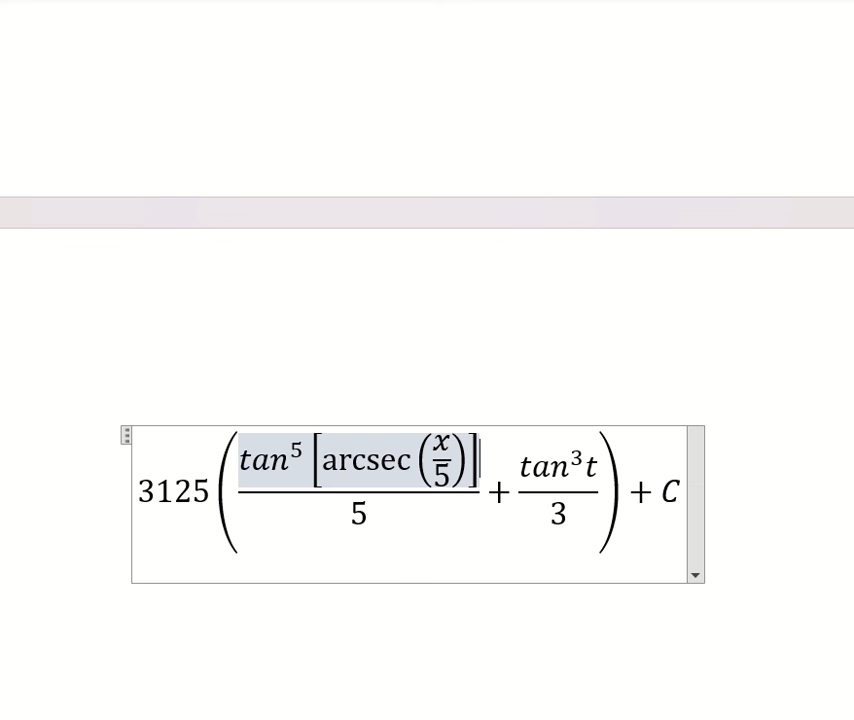 3125 ( tan⁵ [arcsec (x/5)] / 5 + tan³t / 3 ) + C